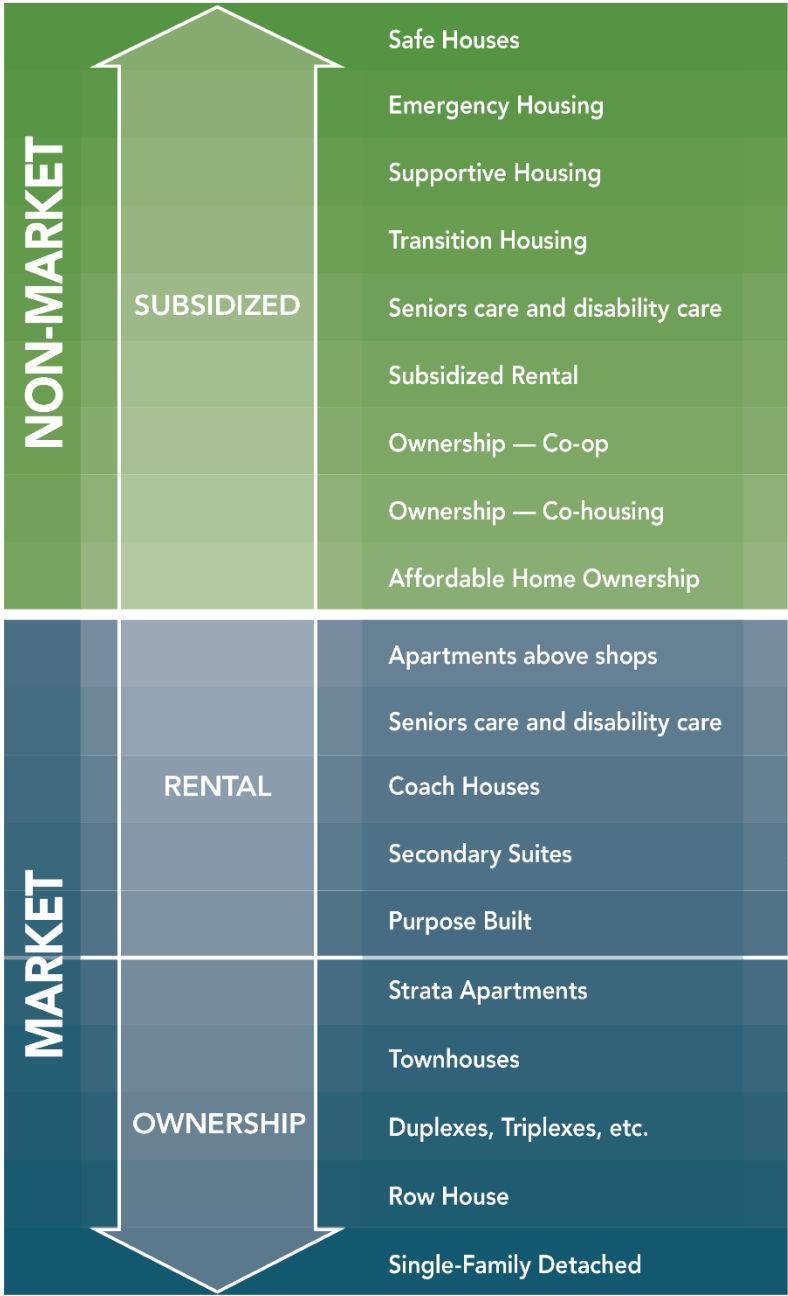 NON-MARKET
SUBSIDIZED
Safe Houses
Emergency Housing
Supportive Housing
Transition Housing
Seniors care and disability care
Subsidized Rental
Ownership — Co-op
Ownership — Co-housing
Affordable Home Ownership
MARKET
RENTAL
Apartments above shops
Seniors care and disability care
Coach Houses
Secondary Suites
Purpose Built
OWNERSHIP
Strata Apartments
Townhouses
Duplexes, Triplexes, etc.
Row House
Single-Family Detached